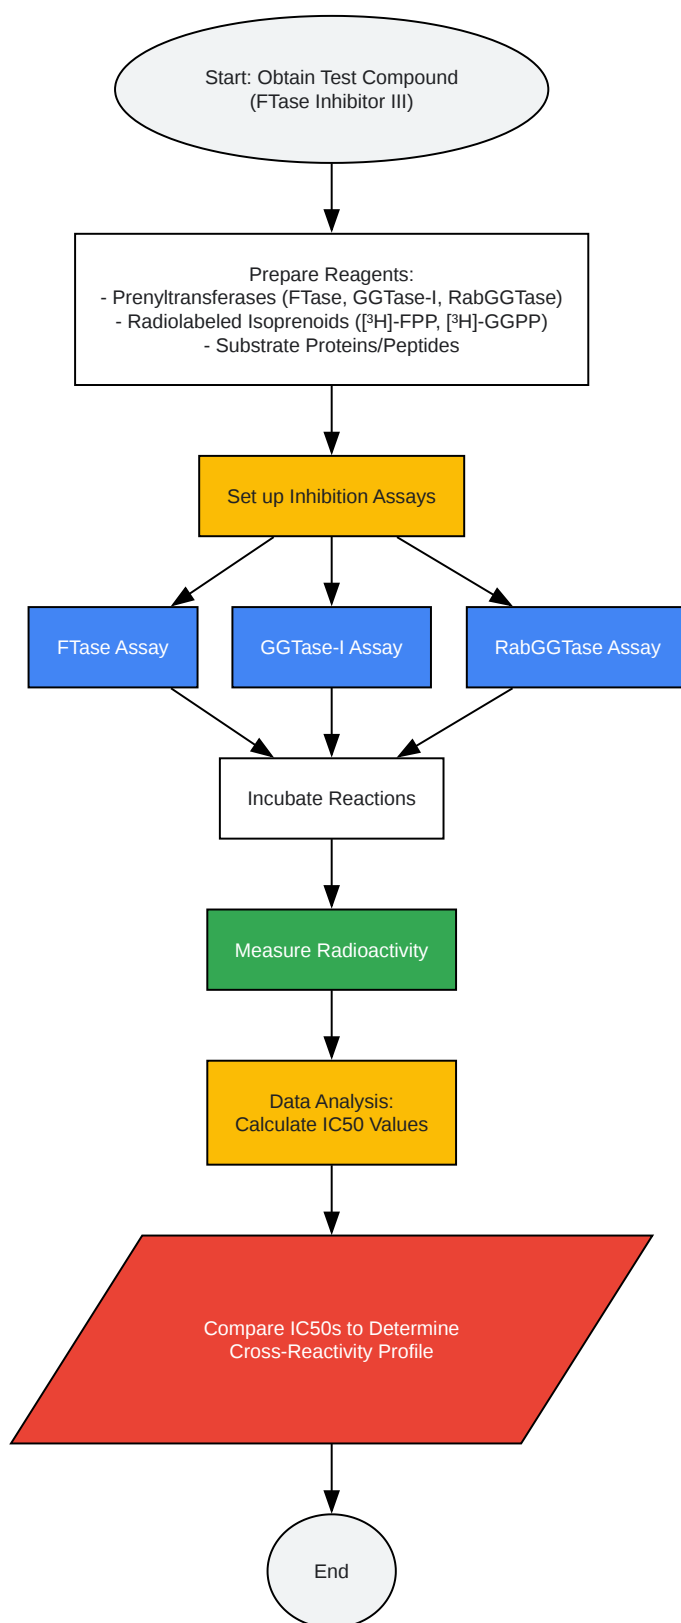 Start: Obtain Test Compound
(FTase Inhibitor III)
Prepare Reagents:
- Prenyltransferases (FTase, GGTase-I, RabGGTase)
- Radiolabeled Isoprenoids ([³H]-FPP, [³H]-GGPP)
- Substrate Proteins/Peptides
Set up Inhibition Assays
FTase Assay
GGTase-I Assay
RabGGTase Assay
Incubate Reactions
Measure Radioactivity
Data Analysis:
Calculate IC50 Values
Compare IC50s to Determine
Cross-Reactivity Profile
End